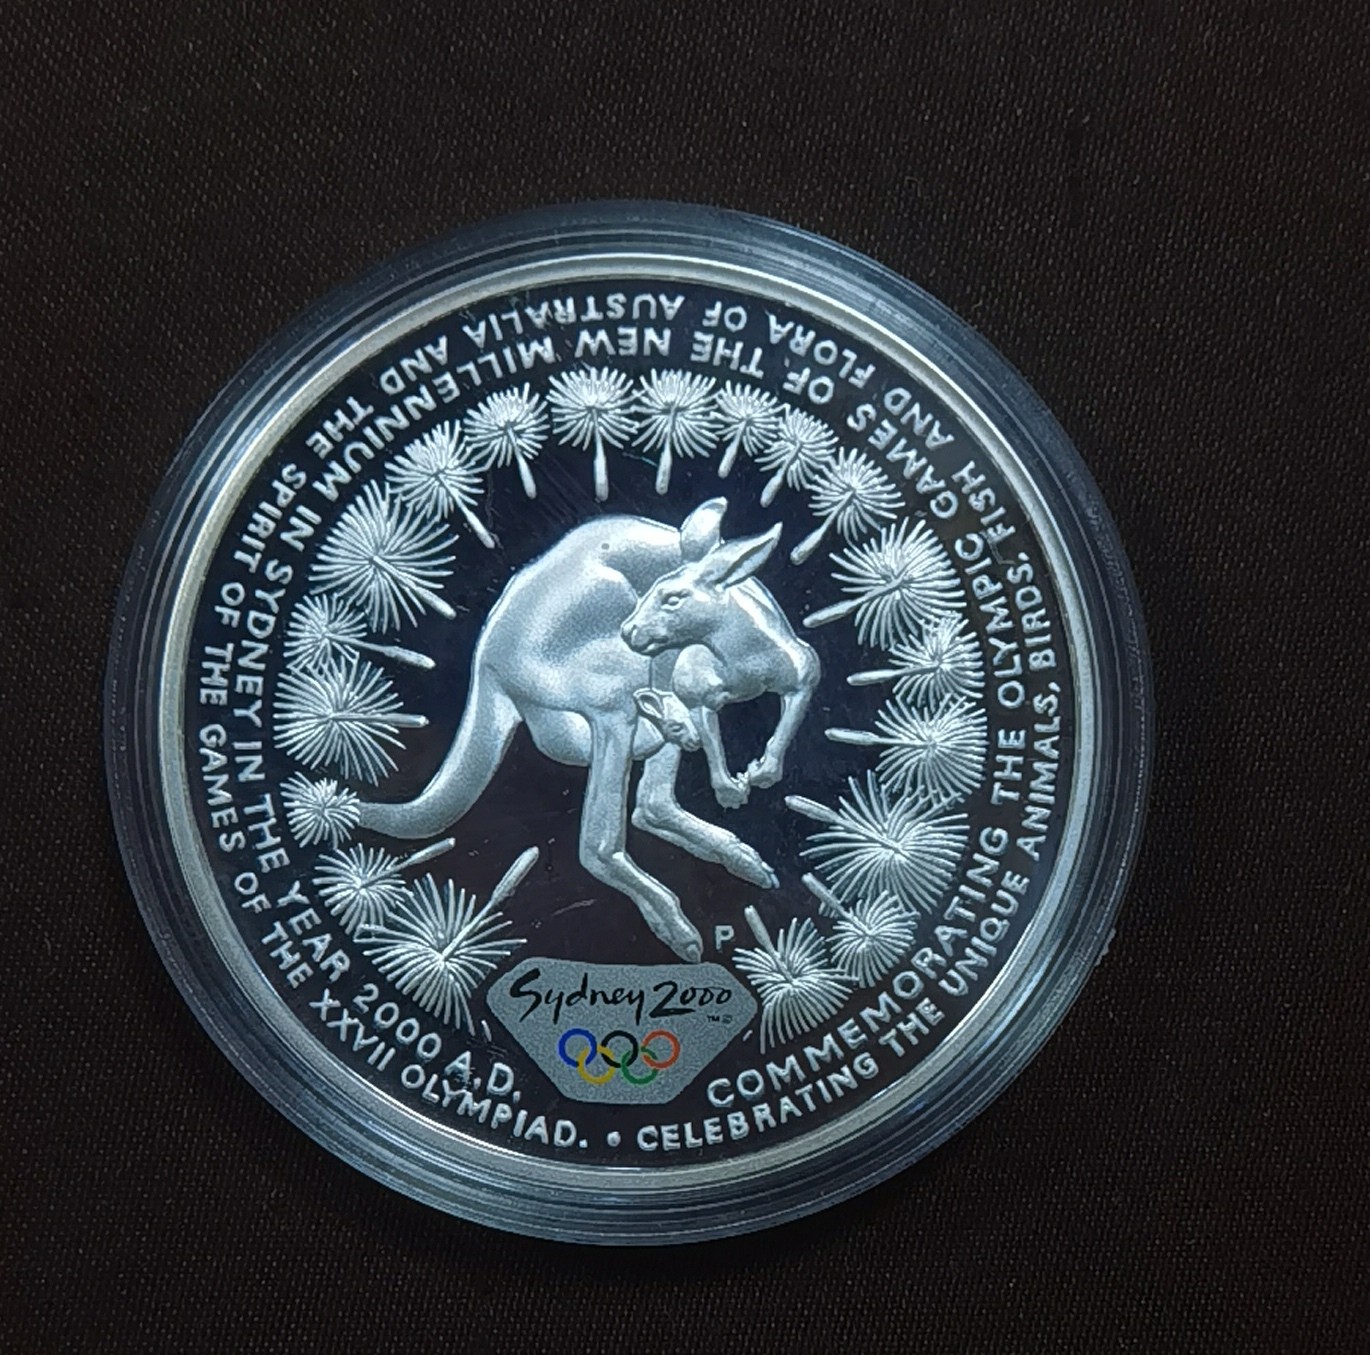 COMMEMORATING THE OLYMPIC GAMES OF THE NEW MILLENNIUM IN SYDNEY IN THE YEAR 2000 A.D.
• CELEBRATING THE UNIQUE ANIMALS, BIRDS, FISH AND FLORA OF AUSTRALIA AND THE SPIRIT OF THE GAMES OF THE XXVII OLYMPIAD.
P
Sydney 2000
™©